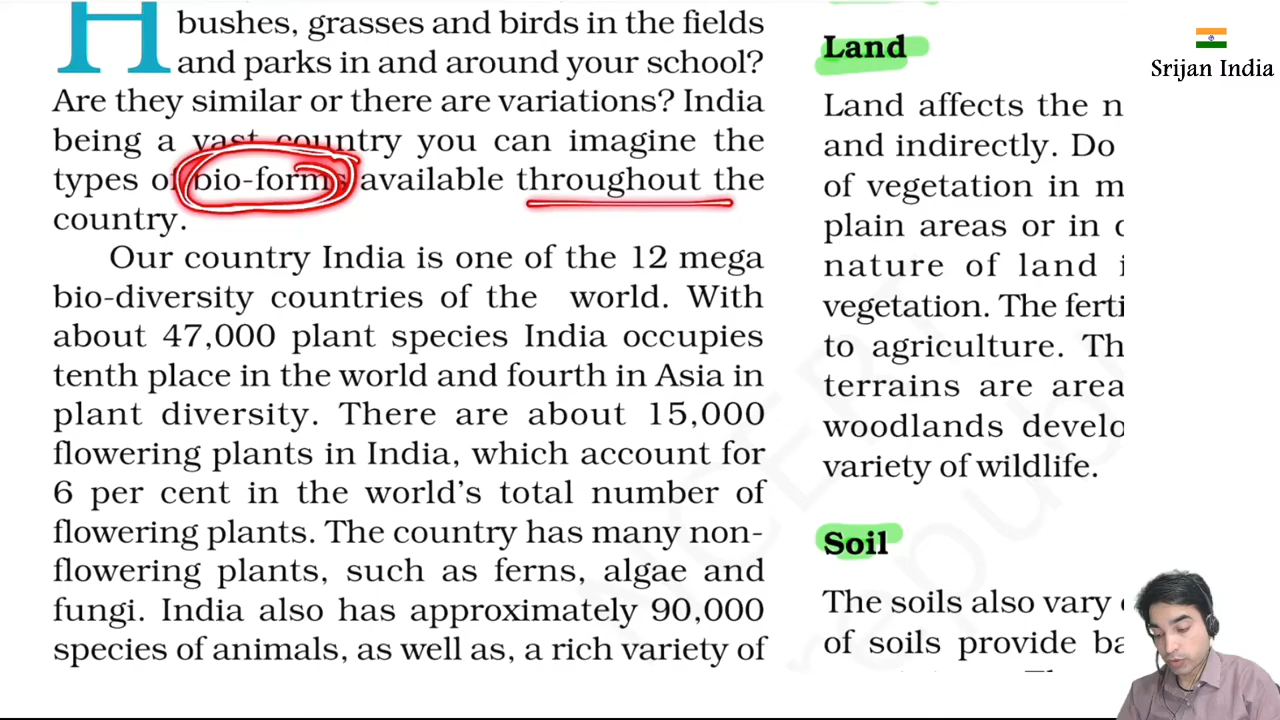 H
bushes, grasses and birds in the fields
and parks in and around your school?
Are they similar or there are variations? India
being a vast country you can imagine the
types of bio-forms available throughout the
country.
Our country India is one of the 12 mega
bio-diversity countries of the world. With
about 47,000 plant species India occupies
tenth place in the world and fourth in Asia in
plant diversity. There are about 15,000
flowering plants in India, which account for
6 per cent in the world's total number of
flowering plants. The country has many non-
flowering plants, such as ferns, algae and
fungi. India also has approximately 90,000
species of animals, as well as, a rich variety of
Land
Land affects the n
and indirectly. Do
of vegetation in m
plain areas or in
nature of land i
vegetation. The ferti
to agriculture. Th
terrains are area
woodlands develo
variety of wildlife.
Soil
The soils also vary
of soils provide ba
Srijan India
NCERT